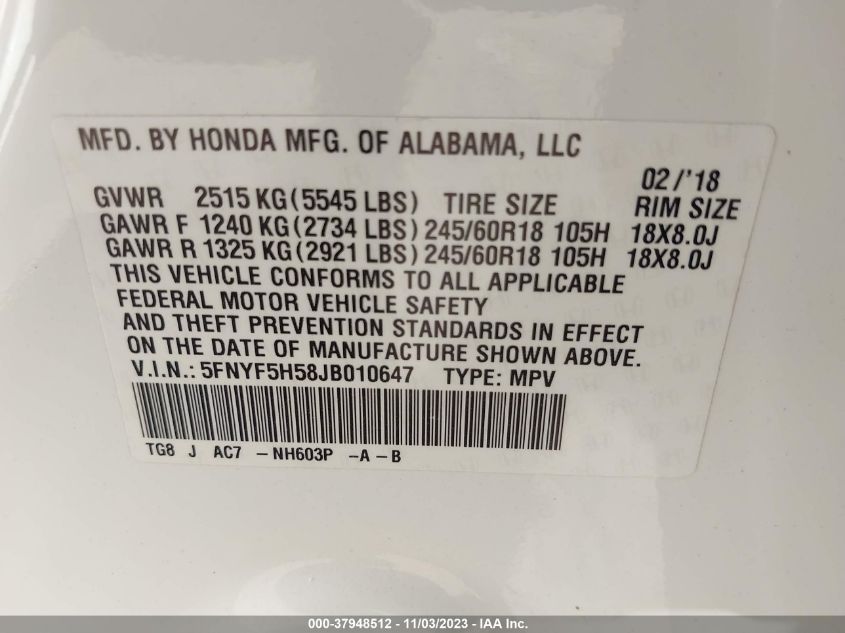 MFD. BY HONDA MFG. OF ALABAMA, LLC
02/'18
GVWR 2515 KG(5545 LBS) TIRE SIZE RIM SIZE
GAWR F 1240 KG(2734 LBS) 245/60R18 105H 18X8.0J
GAWR R 1325 KG(2921 LBS) 245/60R18 105H 18X8.0J
THIS VEHICLE CONFORMS TO ALL APPLICABLE
FEDERAL MOTOR VEHICLE SAFETY
AND THEFT PREVENTION STANDARDS IN EFFECT
ON THE DATE OF MANUFACTURE SHOWN ABOVE.
V.I.N.: 5FNYF5H58JB010647 TYPE: MPV
TG8 J AC7 -NH603P -A-B
000-37948512 - 11/03/2023 - IAA Inc.